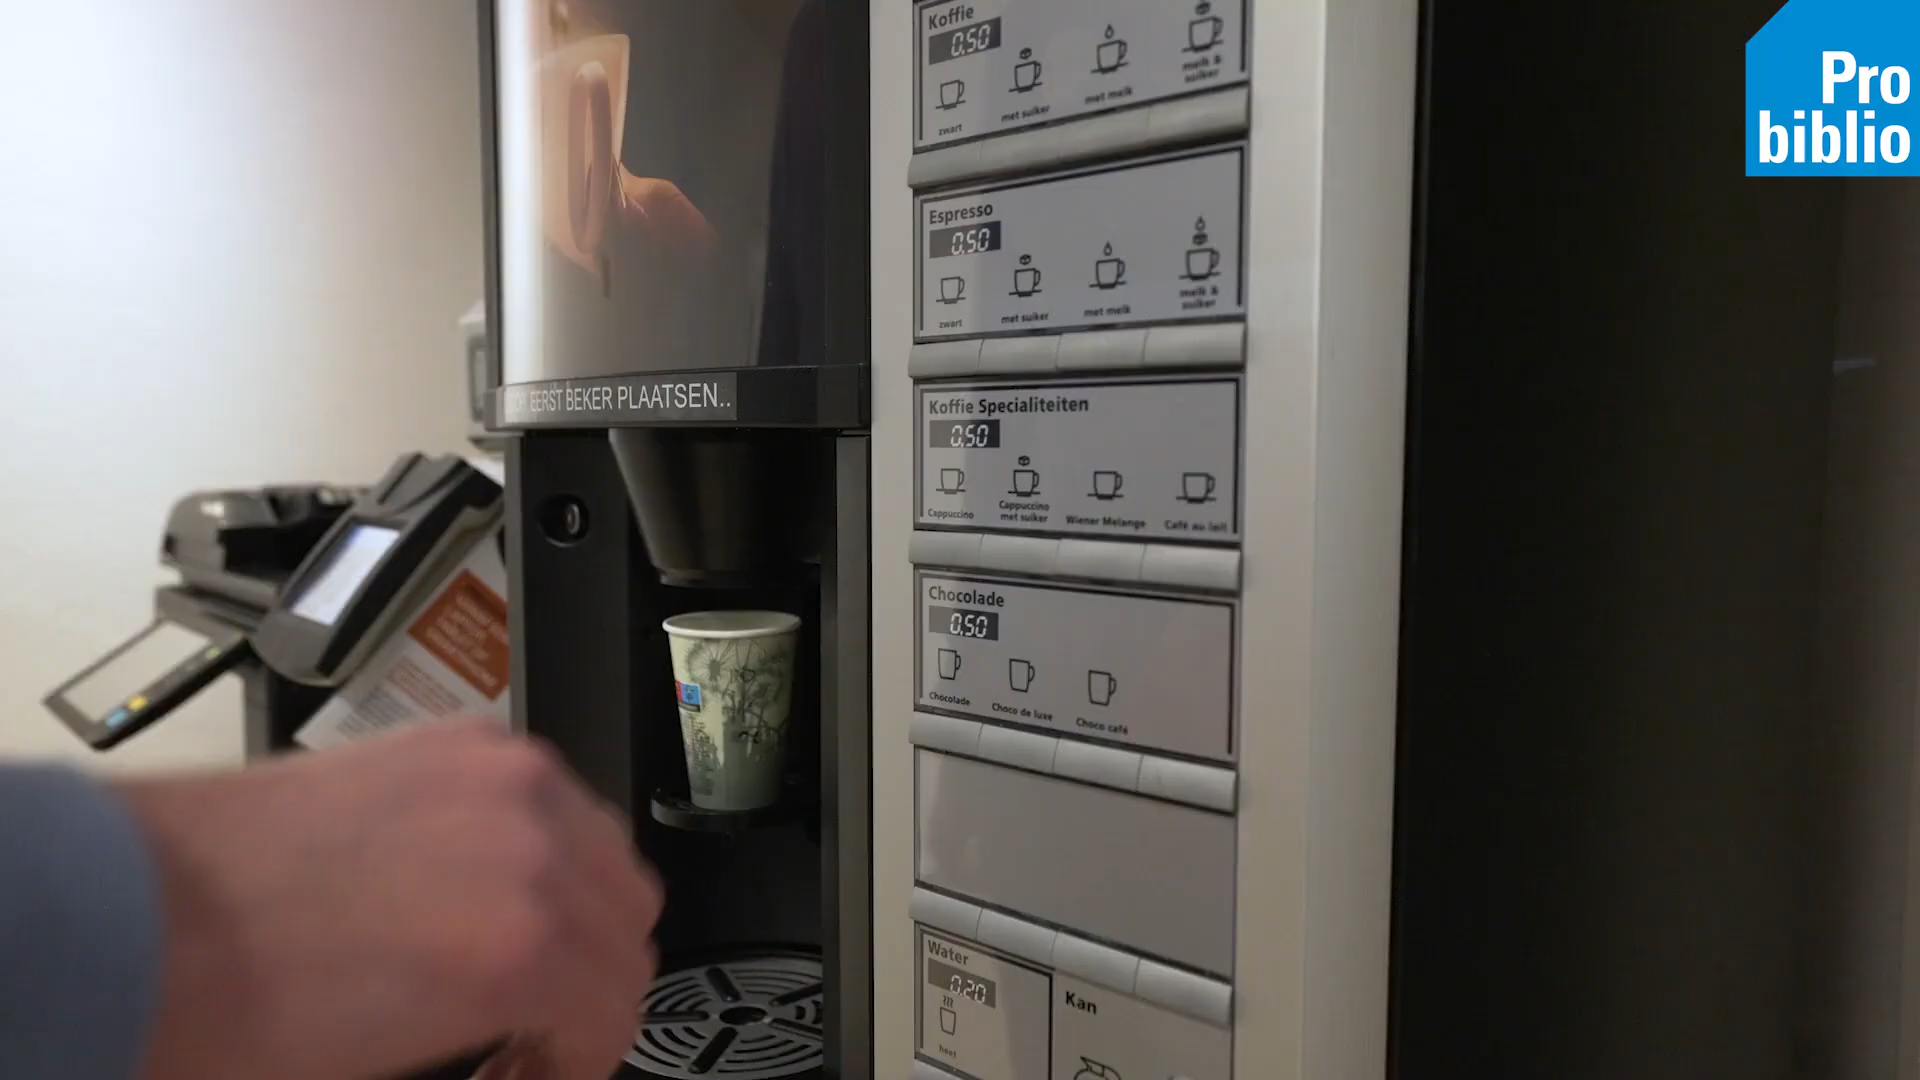 Koffie
0.50
zwart
met suiker
met melk
melk &
suiker
Espresso
0.50
zwart
met suiker
met melk
melk &
suiker
EERST BEKER PLAATSEN..
Koffie Specialiteiten
0.50
Cappuccino
Cappuccino
met suiker
Wiener Melange
Café au lait
Chocolade
0.50
Chocolade
Choco de luxe
Choco café
Water
0.20
heet
Kan
Pro
biblio